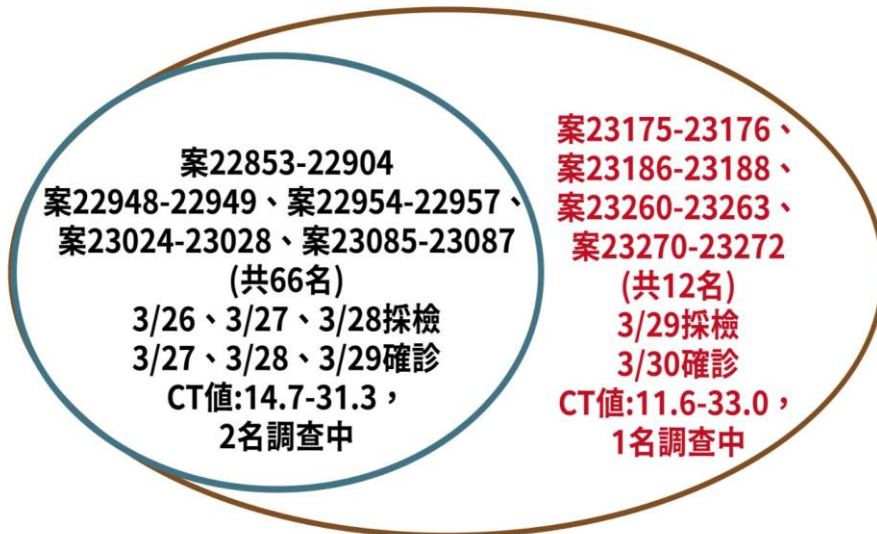 案22853-22904
案22948-22949、案22954-22957、
案23024-23028、案23085-23087
(共66名)
3/26、3/27、3/28採檢
3/27、3/28、3/29確診
CT值:14.7-31.3，
2名調查中
案23175-23176、
案23186-23188、
案23260-23263、
案23270-23272
(共12名)
3/29採檢
3/30確診
CT值:11.6-33.0，
1名調查中